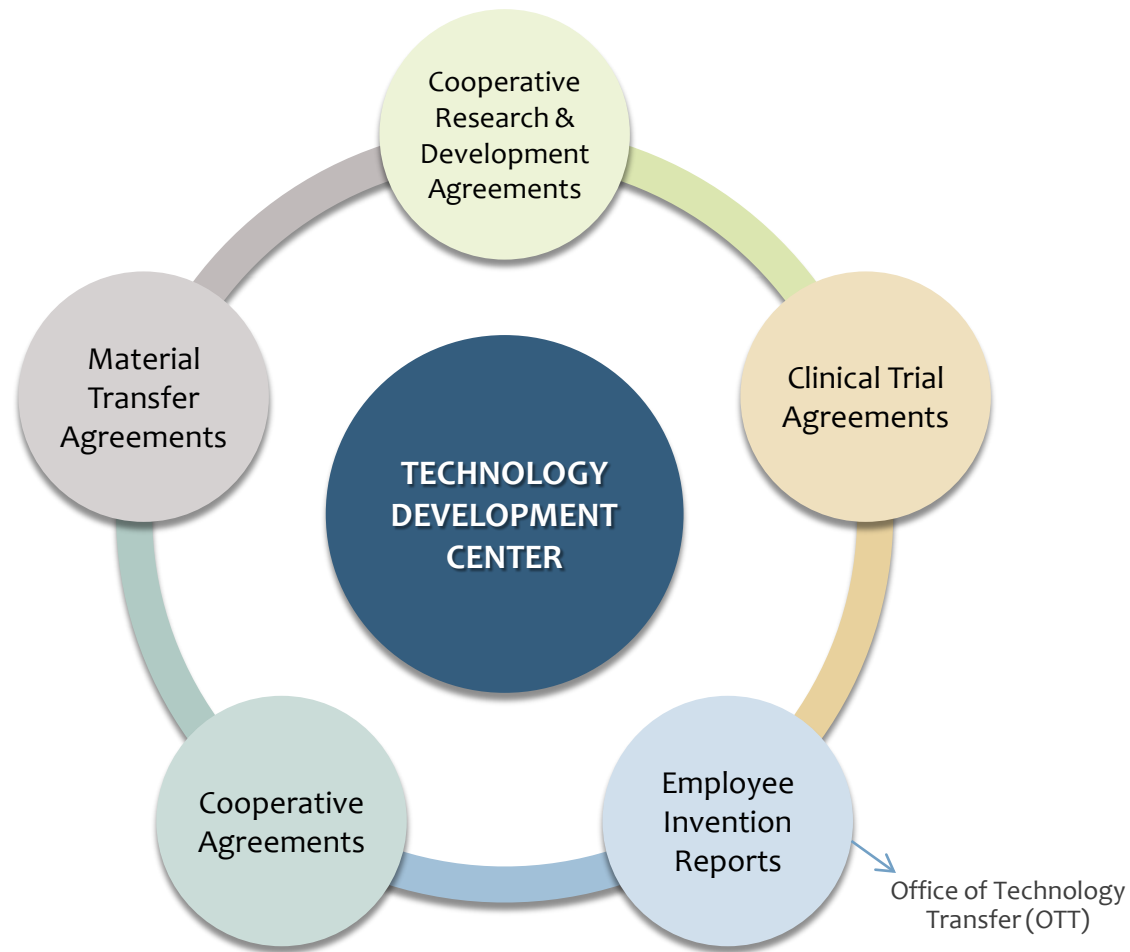 Cooperative
Research &
Development
Agreements
Material
Transfer
Agreements
Clinical Trial
Agreements
TECHNOLOGY
DEVELOPMENT
CENTER
Cooperative
Agreements
Employee
Invention
Reports
Office of Technology
Transfer (OTT)